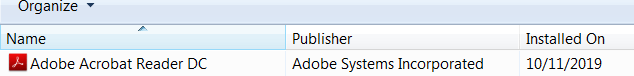 Organize
Name Publisher Installed On
Adobe Acrobat Reader DC Adobe Systems Incorporated 10/11/2019